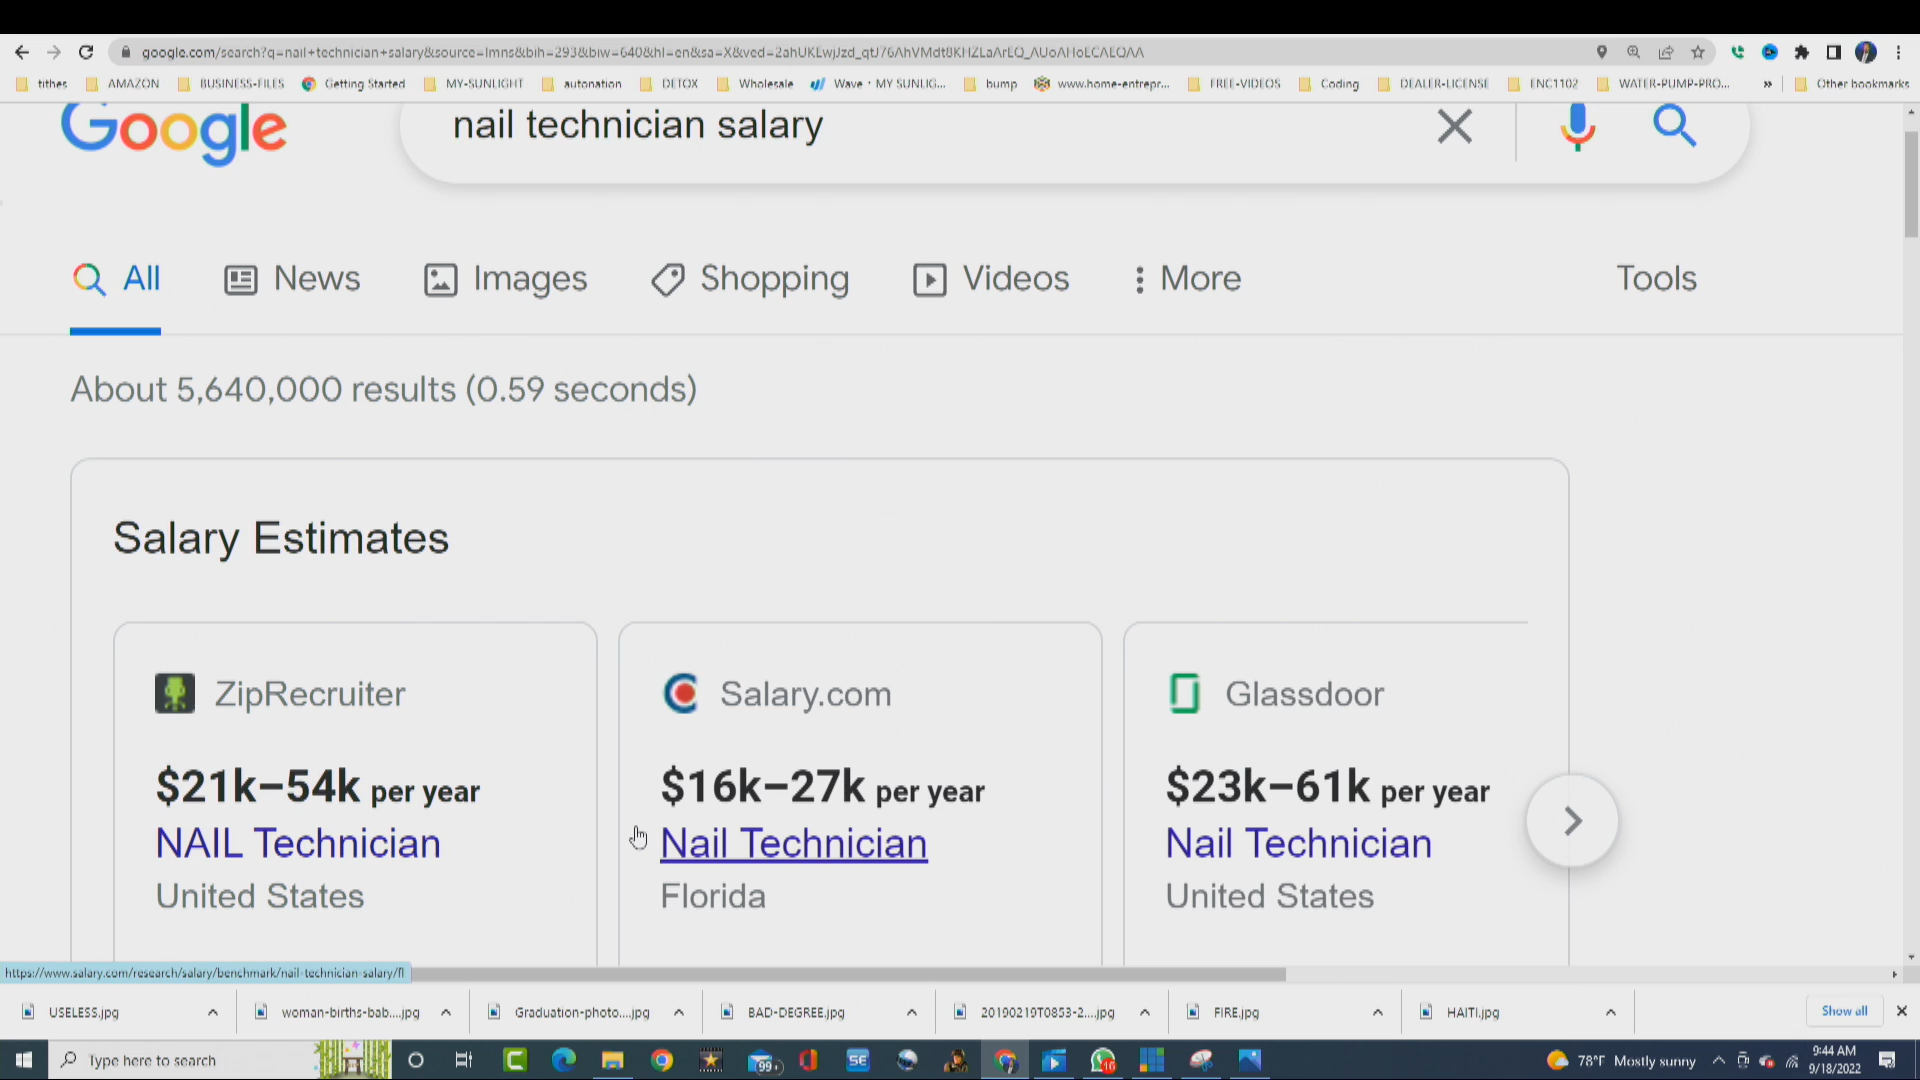 google.com/search?q=nail+technician+salary&source=lmns&bih=293&biw=640&hl=en&sa=X&ved=
tithes AMAZON BUSINESS-FILES Getting Started MY-SUNLIGHT autonation DETOX Wholesale Wave · MY SUNLIG... bump www.home-entrepr... FREE-VIDEOS Coding DEALER-LICENSE ENC1102 WATER-PUMP-PRO... » Other bookmarks
Google nail technician salary
All News Images Shopping Videos More Tools
About 5,640,000 results (0.59 seconds)
Salary Estimates
ZipRecruiter Salary.com Glassdoor
$21k–54k per year $16k–27k per year $23k–61k per year
NAIL Technician Nail Technician Nail Technician
United States Florida United States
https://www.salary.com/research/salary/benchmark/nail-technician-salary/fl
USELESS.jpg woman-births-bab....jpg Graduation-photo....jpg BAD-DEGREE.jpg 20190219T0853-2....jpg FIRE.jpg HAITI.jpg Show all
Type here to search 99+ SE 16 78°F Mostly sunny 9:44 AM
9/18/2022